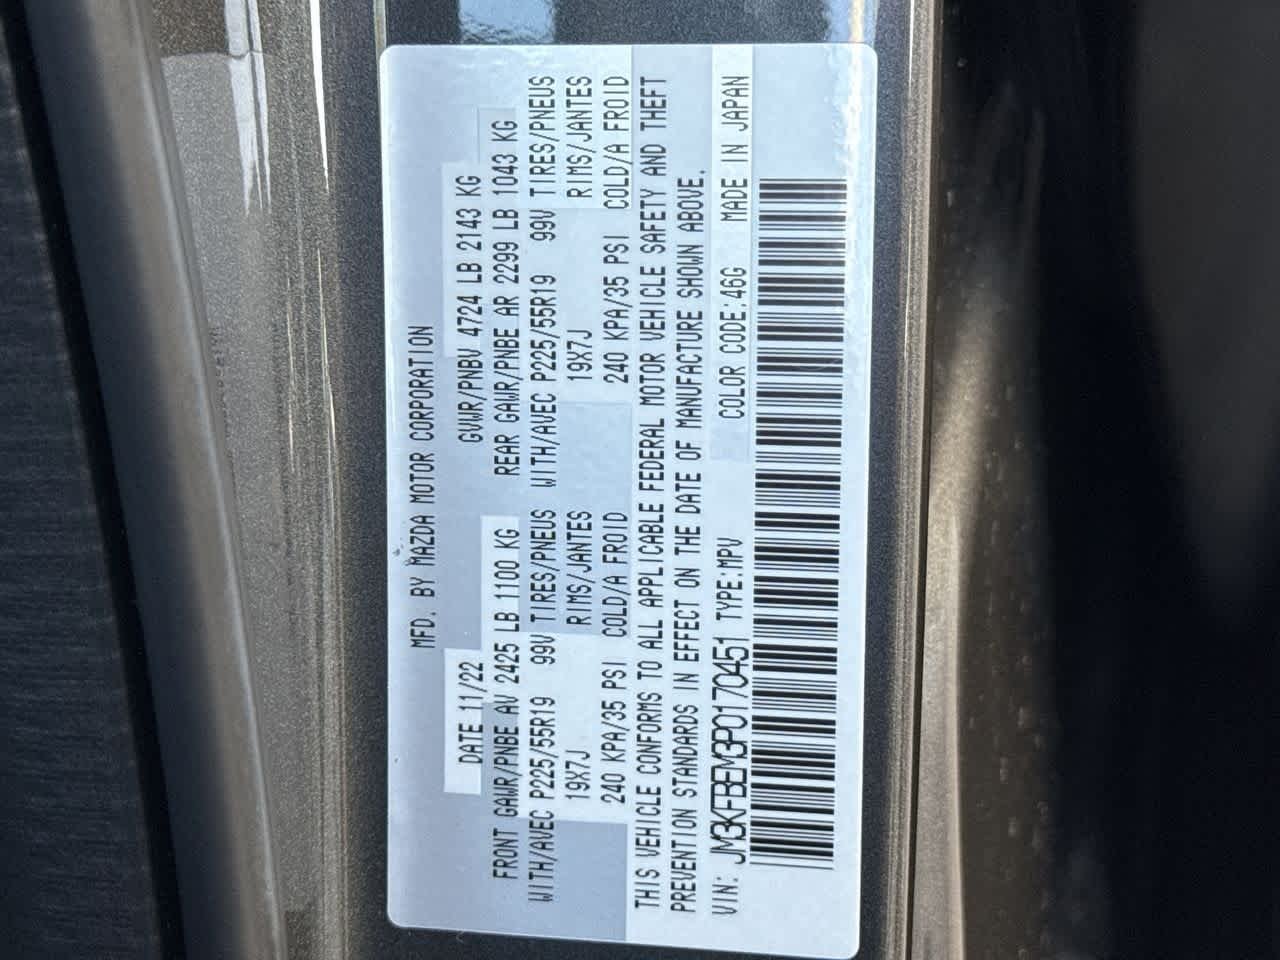 MFD. BY MAZDA MOTOR CORPORATION
DATE 11/22 GVWR/PNBV 4724 LB 2143 KG
FRONT GAWR/PNBE AV 2425 LB 1100 KG REAR GAWR/PNBE AR 2299 LB 1043 KG
WITH/AVEC P225/55R19 99V TIRES/PNEUS WITH/AVEC P225/55R19 99V TIRES/PNEUS
19X7J RIMS/JANTES 19X7J RIMS/JANTES
240 KPA/35 PSI COLD/A FROID 240 KPA/35 PSI COLD/A FROID
THIS VEHICLE CONFORMS TO ALL APPLICABLE FEDERAL MOTOR VEHICLE SAFETY AND THEFT
PREVENTION STANDARDS IN EFFECT ON THE DATE OF MANUFACTURE SHOWN ABOVE.
VIN: JM3KFBEM3P0170451 TYPE:MPV COLOR CODE:46G MADE IN JAPAN